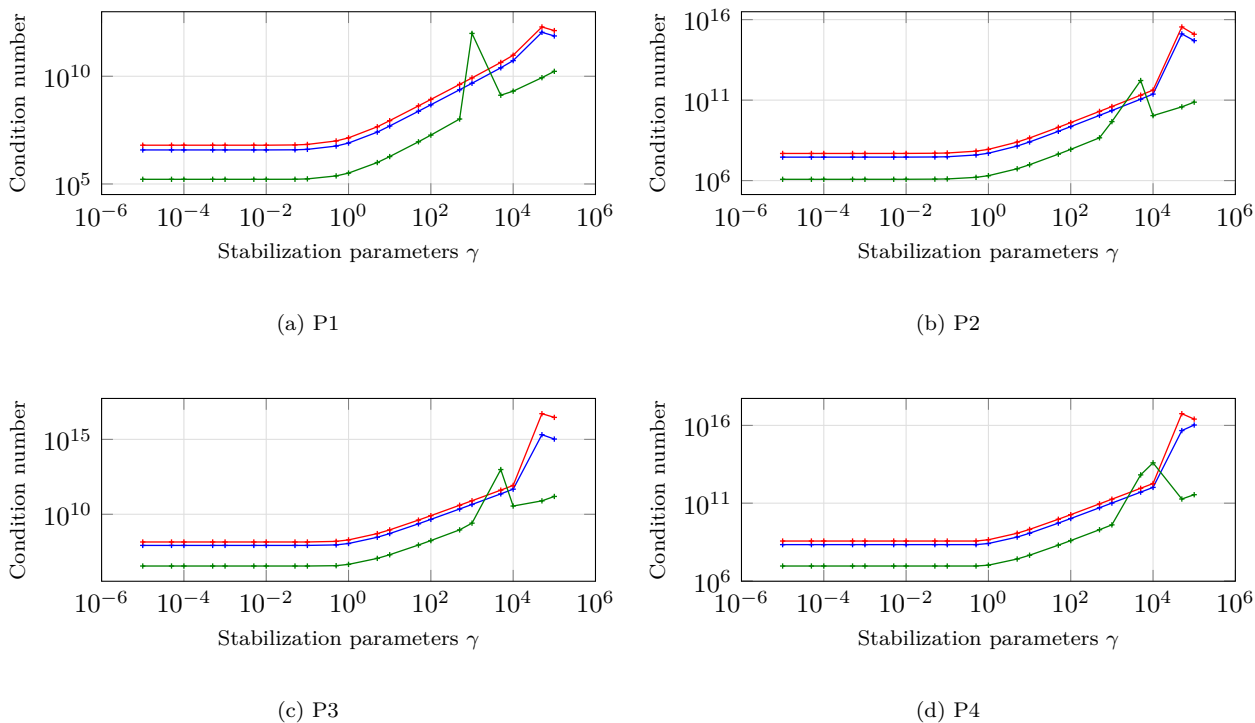 10^10
10^5
Condition number
10^−6 10^−4 10^−2 10^0 10^2 10^4 10^6
Stabilization parameters γ
(a) P1
10^16
10^11
10^6
Condition number
10^−6 10^−4 10^−2 10^0 10^2 10^4 10^6
Stabilization parameters γ
(b) P2
10^15
10^10
Condition number
10^−6 10^−4 10^−2 10^0 10^2 10^4 10^6
Stabilization parameters γ
(c) P3
10^16
10^11
10^6
Condition number
10^−6 10^−4 10^−2 10^0 10^2 10^4 10^6
Stabilization parameters γ
(d) P4